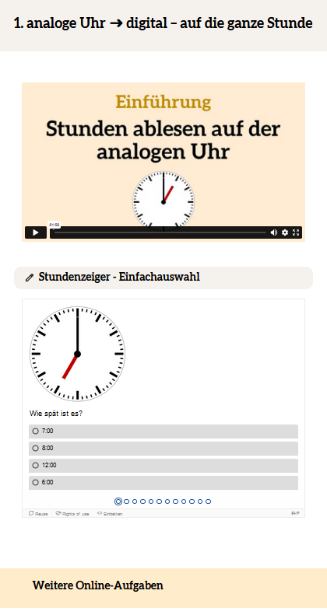 1. analoge Uhr → digital – auf die ganze Stunde
Einführung
Stunden ablesen auf der
analogen Uhr
Stundenzeiger - Einfachauswahl
Wie spät ist es?
7:00
8:00
12:00
6:00
Reuse Rights of use Embed
H-P
Weitere Online-Aufgaben